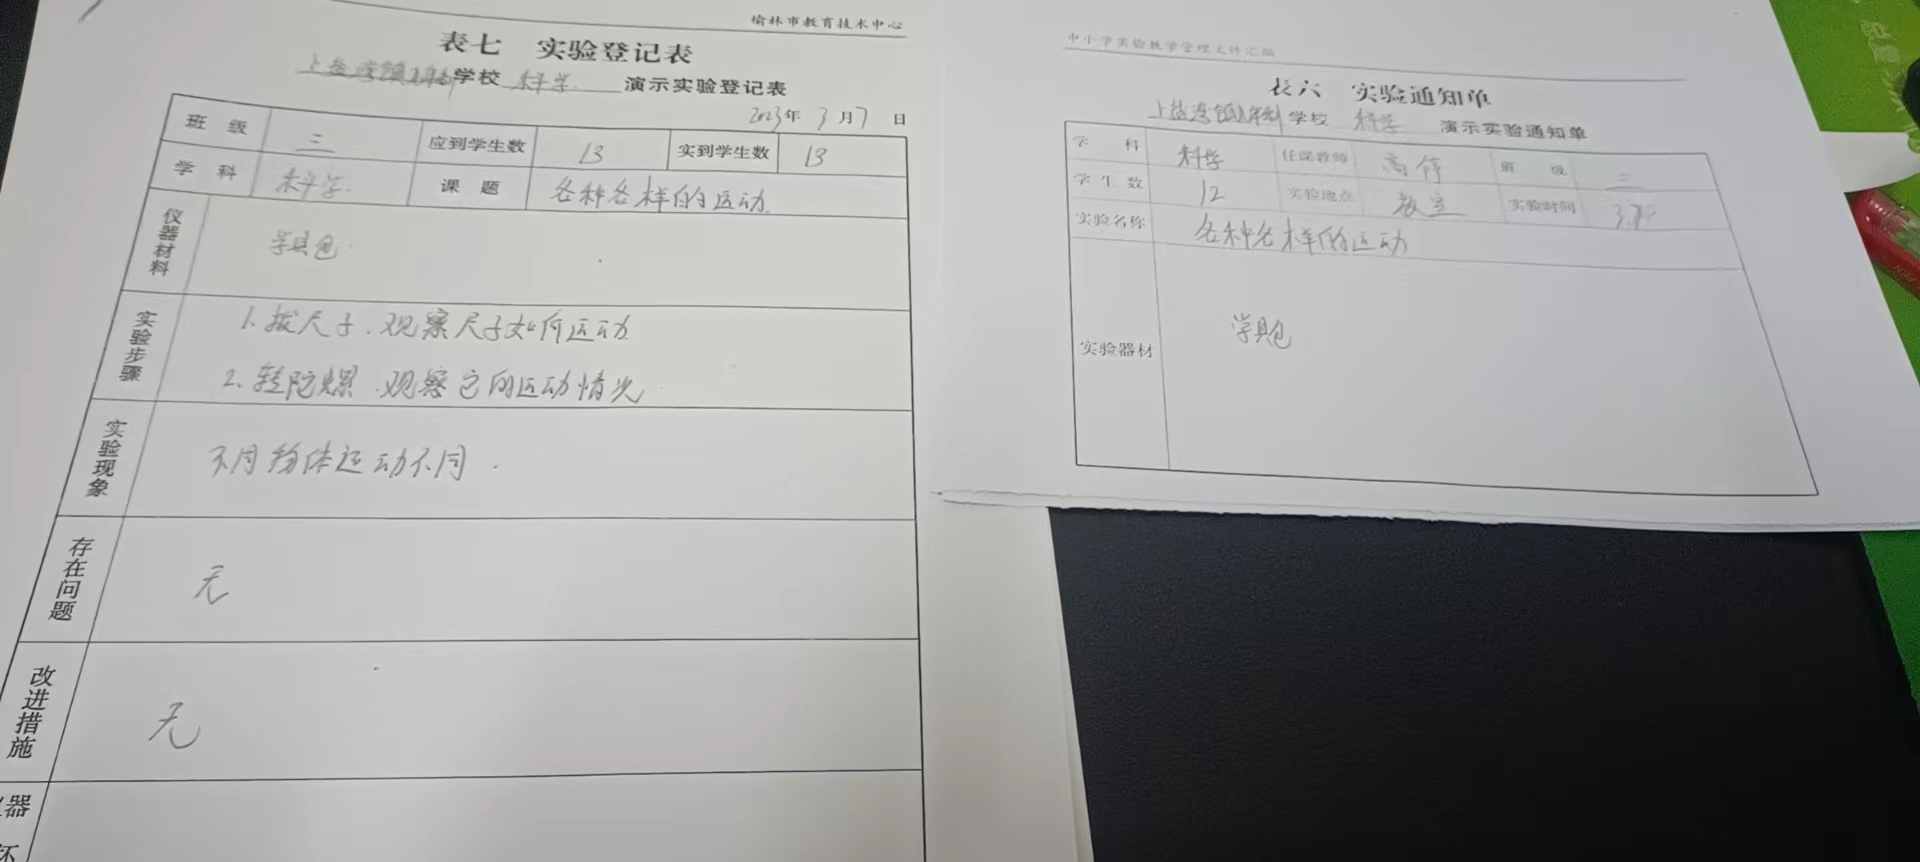 榆林市教育技术中心
表七 实验登记表
学校 科学 演示实验登记表
2023年 3月7日
班级 三 应到学生数 13 实到学生数 13
学科 科学 课题 各种各样的运动
仪器材料 学具包
实验步骤 1. 拔尺子.观察尺子如何运动
2. 转陀螺.观察它的运动情况
实验现象 不同物体运动不同.
存在问题 无
改进措施 无
器
坏
中小学实验教学管理文件汇编
表六 实验通知单
学校 科学 演示实验通知单
学科 科学 任课教师 班级 三
学生数 12 实验地点 教室 实验时间 3.7
实验名称 各种各样的运动
实验器材 学具包